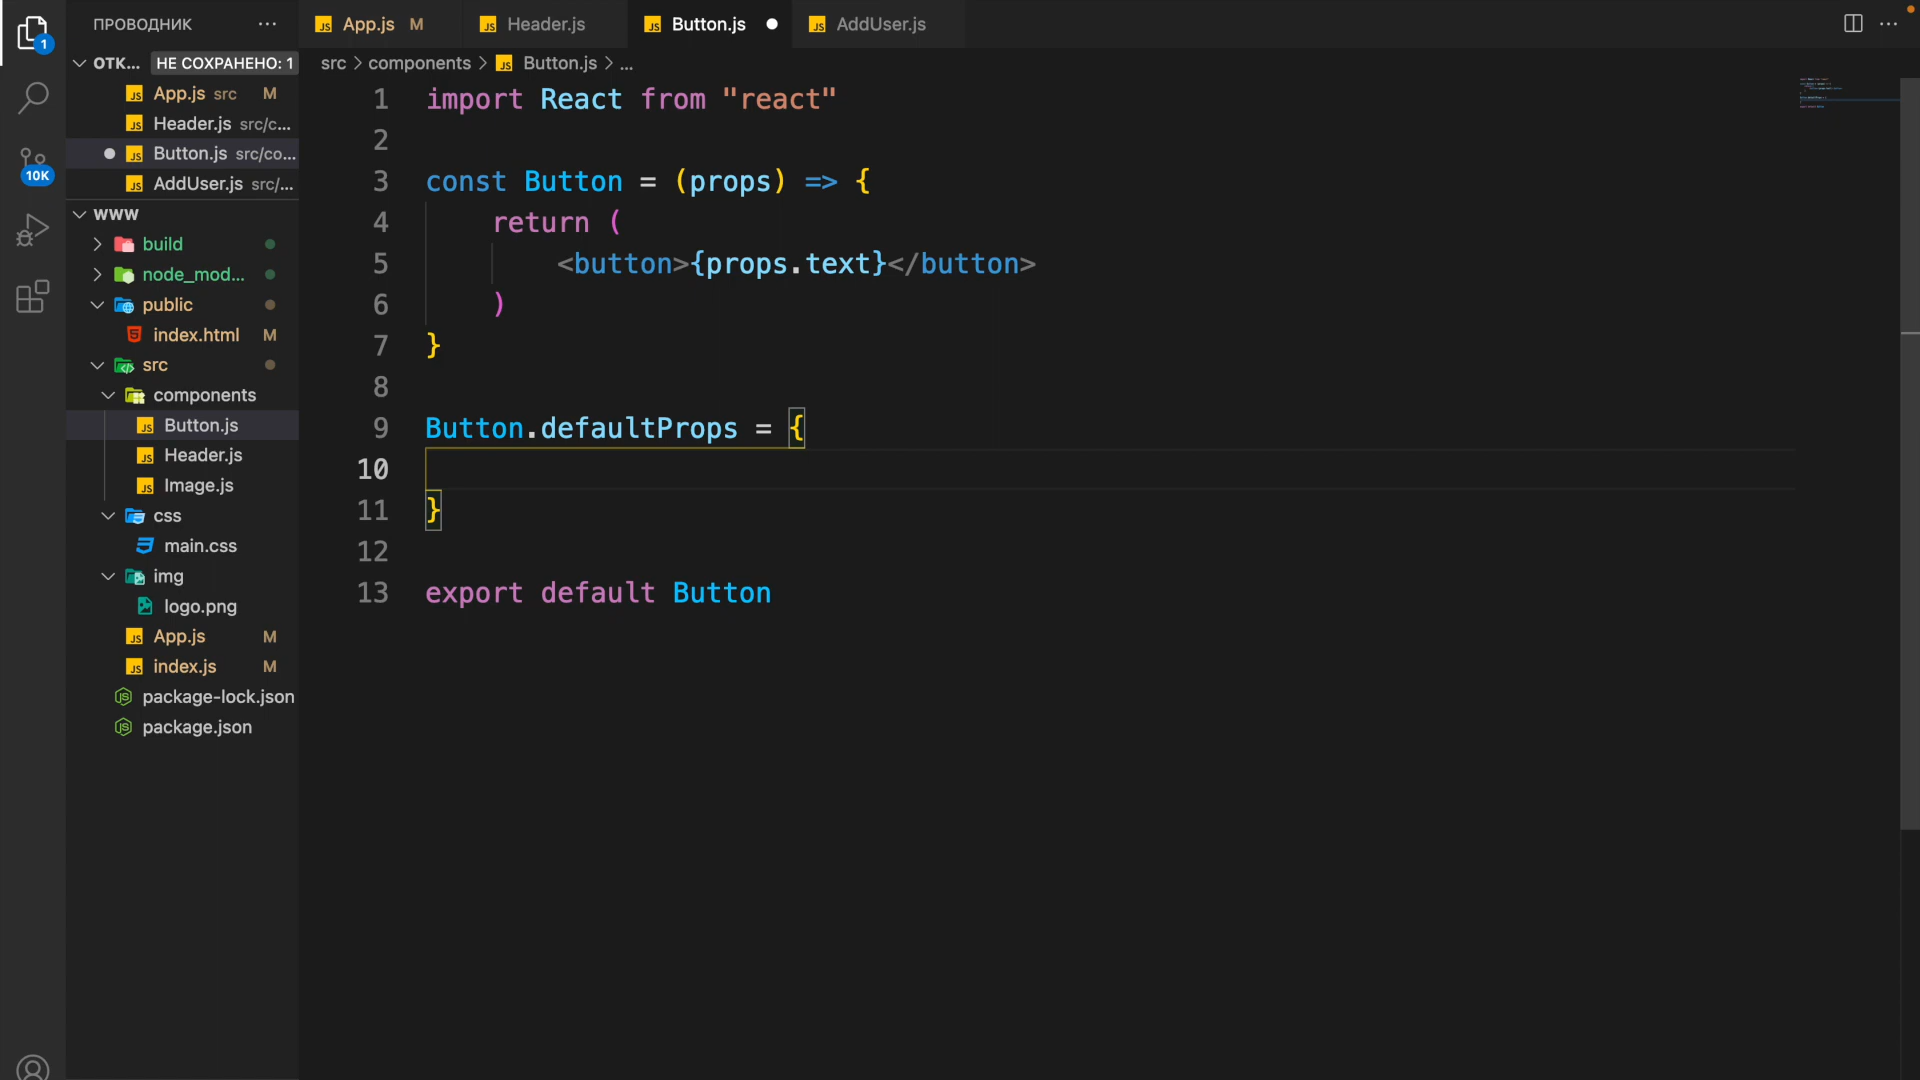 ПРОВОДНИК ···
1
ОТК... НЕ СОХРАНЕНО: 1
App.js src M
Header.js src/c...
Button.js src/co...
AddUser.js src/...
10K
WWW
build
node_mod...
public
index.html M
src
components
Button.js
Header.js
Image.js
css
main.css
img
logo.png
App.js M
index.js M
package-lock.json
package.json
App.js M Header.js Button.js AddUser.js ···
src > components > JS Button.js > ...
1 import React from "react"
2
3 const Button = (props) => {
4 return (
5 <button>{props.text}</button>
6 )
7 }
8
9 Button.defaultProps = {
10
11 }
12
13 export default Button